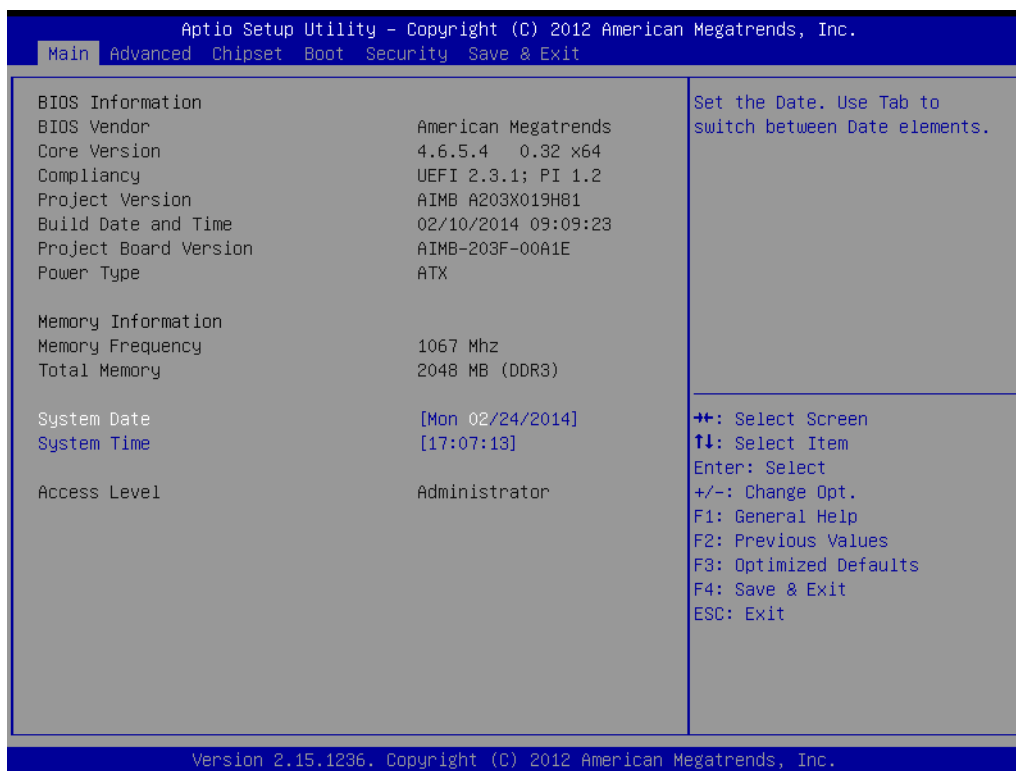 Aptio Setup Utility – Copyright (C) 2012 American Megatrends, Inc.
Main Advanced Chipset Boot Security Save & Exit
BIOS Information
BIOS Vendor American Megatrends
Core Version 4.6.5.4 0.32 x64
Compliancy UEFI 2.3.1; PI 1.2
Project Version AIMB A203X019H81
Build Date and Time 02/10/2014 09:09:23
Project Board Version AIMB-203F-00A1E
Power Type ATX
Memory Information
Memory Frequency 1067 Mhz
Total Memory 2048 MB (DDR3)
System Date [Mon 02/24/2014]
System Time [17:07:13]
Access Level Administrator
Set the Date. Use Tab to
switch between Date elements.
→←: Select Screen
↑↓: Select Item
Enter: Select
+/-: Change Opt.
F1: General Help
F2: Previous Values
F3: Optimized Defaults
F4: Save & Exit
ESC: Exit
Version 2.15.1236. Copyright (C) 2012 American Megatrends, Inc.